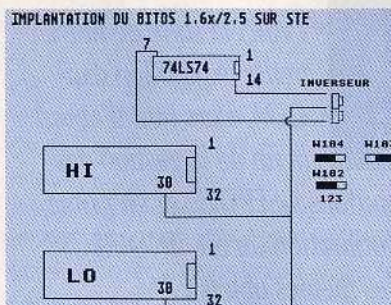 IMPLANTATION DU BITOS 1.6x/2.5 SUR STE
7
74LS74
1
14
INVERSEUR
W104
W102
123
1
HI
30
32
1
LO
30
32